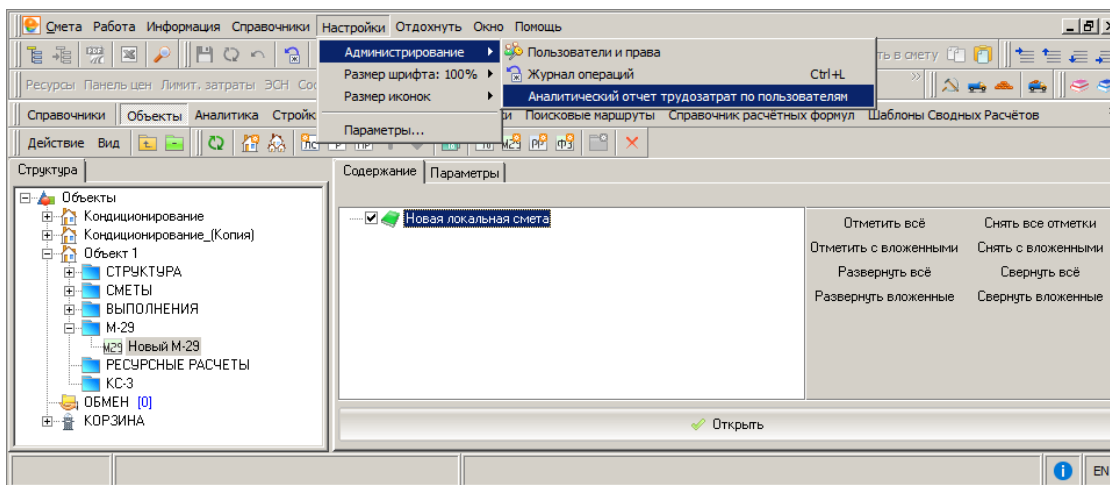 Смета Работа Информация Справочники Настройки Отдохнуть Окно Помощь
Администрирование Пользователи и права ть в смету
Размер шрифта: 100% Журнал операций Ctrl+L
Ресурсы Панель цен Лимит, затраты ЭСН
Размер иконок Аналитический отчет трудозатрат по пользователям
Справочники Объекты Аналитика Стройк ки Поисковые маршруты Справочник расчётных формул Шаблоны Сводных Расчётов
Параметры...
Действие Вид
Структура Содержание Параметры
Объекты
Кондиционирование
Кондиционирование_(Копия)
Объект 1
СТРУКТУРА
СМЕТЫ
ВЫПОЛНЕНИЯ
М-29
М29 Новый М-29
РЕСУРСНЫЕ РАСЧЕТЫ
КС-3
ОБМЕН [0]
КОРЗИНА
Новая локальная смета
Отметить всё Снять все отметки
Отметить с вложенными Снять с вложенными
Развернуть всё Свернуть всё
Развернуть вложенные Свернуть вложенные
Открыть
EN